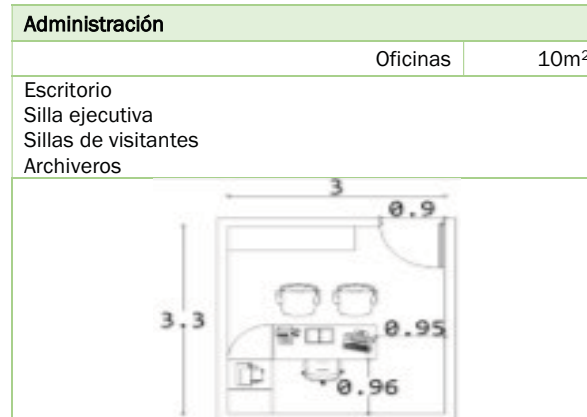 Administración
Oficinas 10m²
Escritorio
Silla ejecutiva
Sillas de visitantes
Archiveros
3
0.9
3.3
0.95
0.96